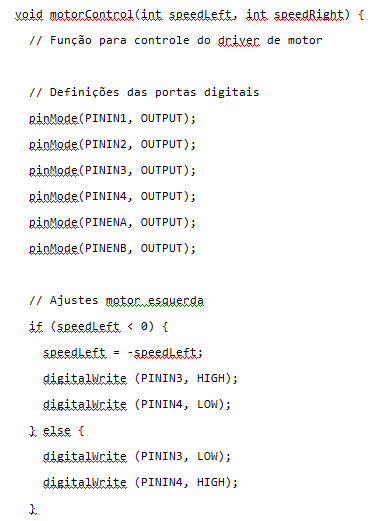 void motorControl(int speedLeft, int speedRight) {
// Função para controle do driver de motor
// Definições das portas digitais
pinMode(PININ1, OUTPUT);
pinMode(PININ2, OUTPUT);
pinMode(PININ3, OUTPUT);
pinMode(PININ4, OUTPUT);
pinMode(PINENA, OUTPUT);
pinMode(PINENB, OUTPUT);
// Ajustes motor esquerda
if (speedLeft < 0) {
speedLeft = -speedLeft;
digitalWrite (PININ3, HIGH);
digitalWrite (PININ4, LOW);
} else {
digitalWrite (PININ3, LOW);
digitalWrite (PININ4, HIGH);
}